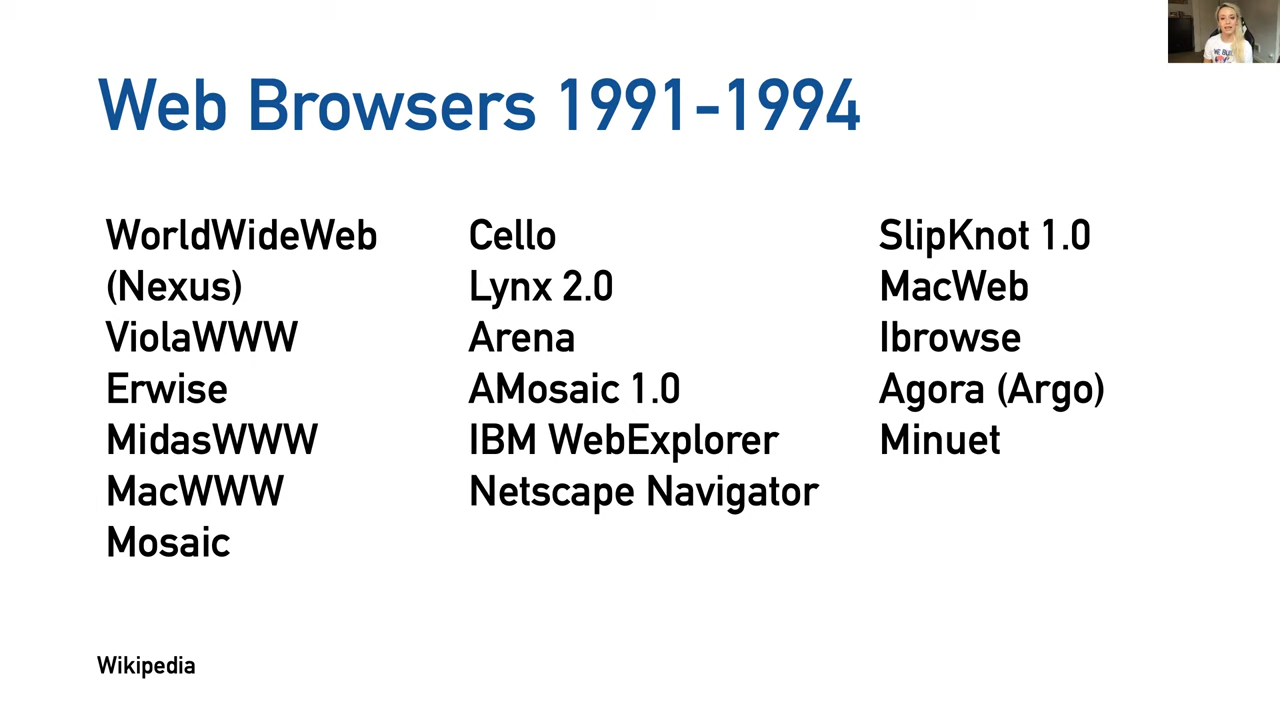 Web Browsers 1991-1994
WorldWideWeb
(Nexus)
ViolaWWW
Erwise
MidasWWW
MacWWW
Mosaic
Cello
Lynx 2.0
Arena
AMosaic 1.0
IBM WebExplorer
Netscape Navigator
SlipKnot 1.0
MacWeb
Ibrowse
Agora (Argo)
Minuet
Wikipedia